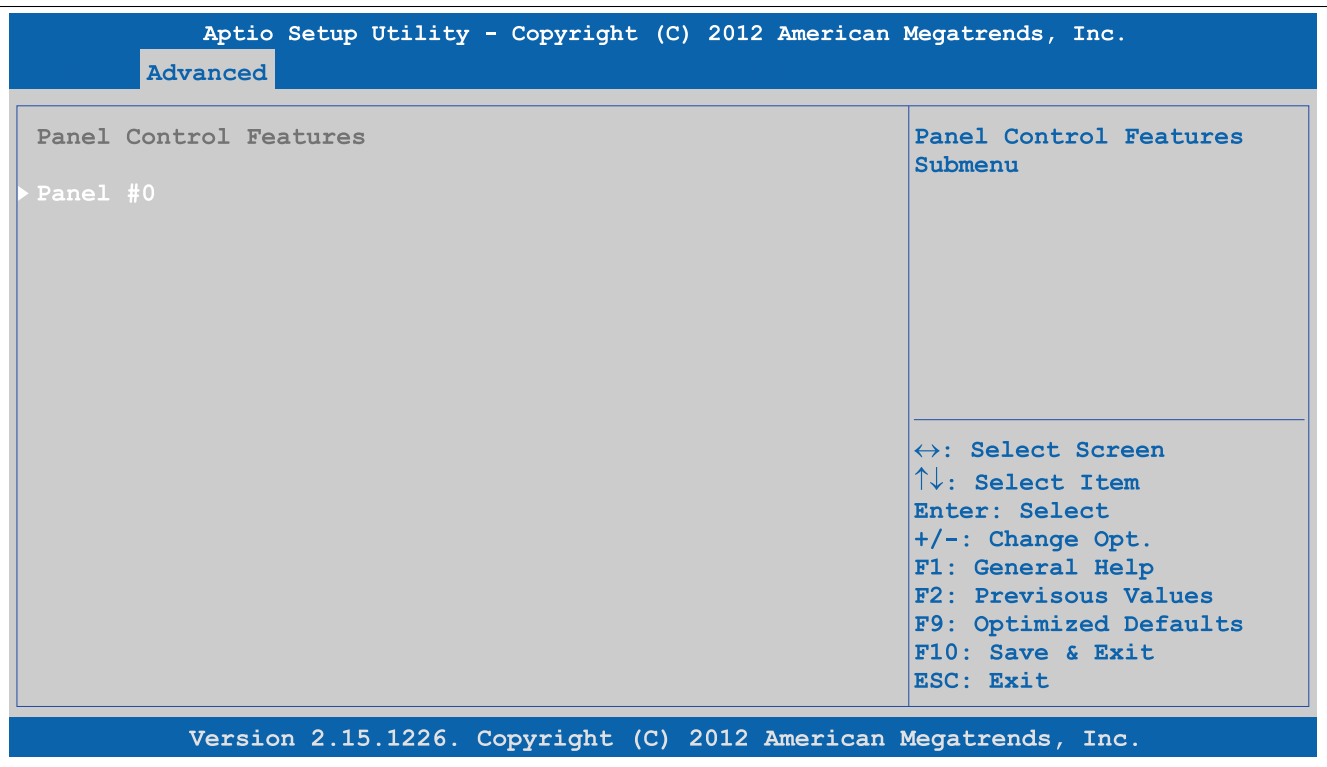 Aptio Setup Utility - Copyright (C) 2012 American Megatrends, Inc.
Advanced
Panel Control Features
Panel #0
Panel Control Features
Submenu
↔: Select Screen
↑↓: Select Item
Enter: Select
+/-: Change Opt.
F1: General Help
F2: Previsous Values
F9: Optimized Defaults
F10: Save & Exit
ESC: Exit
Version 2.15.1226. Copyright (C) 2012 American Megatrends, Inc.